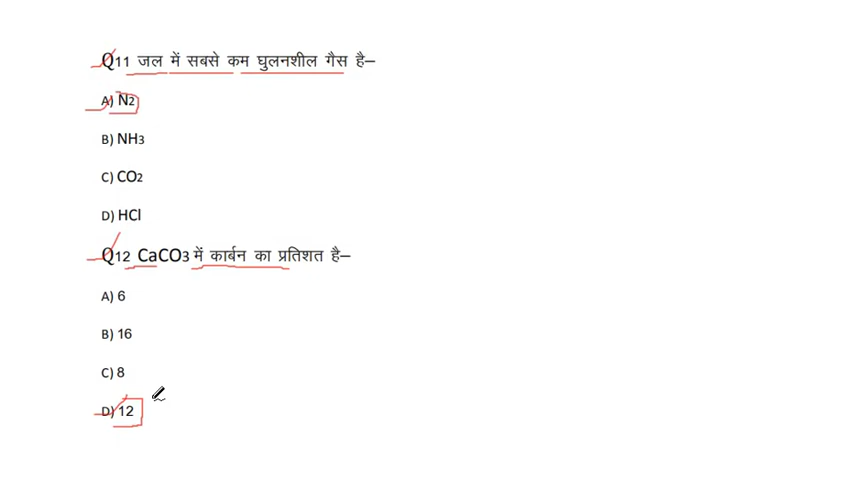 Q11 जल में सबसे कम घुलनशील गैस है–
A) N2
B) NH3
C) CO2
D) HCl
Q12 CaCO3 में कार्बन का प्रतिशत है–
A) 6
B) 16
C) 8
D) 12